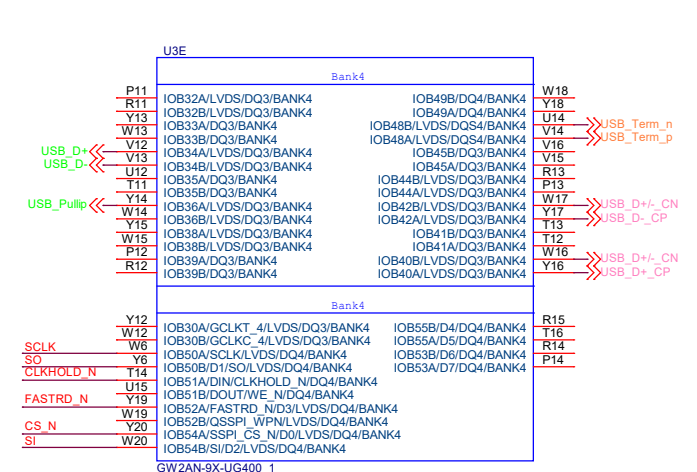 U3E
Bank4
P11 IOB32A/LVDS/DQ3/BANK4 IOB49B/DQ4/BANK4 W18
R11 IOB32B/LVDS/DQ3/BANK4 IOB49A/DQ4/BANK4 Y18
Y13 IOB33A/DQ3/BANK4 IOB48B/LVDS/DQS4/BANK4 U14 USB_Term_n
W13 IOB33B/DQ3/BANK4 IOB48A/LVDS/DQS4/BANK4 V14 USB_Term_p
USB_D+ V12 IOB34A/LVDS/DQ3/BANK4 IOB45B/DQ3/BANK4 V16
USB_D- V13 IOB34B/LVDS/DQ3/BANK4 IOB45A/DQ3/BANK4 V15
U12 IOB35A/DQ3/BANK4 IOB44B/LVDS/DQ3/BANK4 R13
T11 IOB35B/DQ3/BANK4 IOB44A/LVDS/DQ3/BANK4 P13
USB_Pullip Y14 IOB36A/LVDS/DQ3/BANK4 IOB42B/LVDS/DQ3/BANK4 W17 USB_D+/-_CN
W14 IOB36B/LVDS/DQ3/BANK4 IOB42A/LVDS/DQ3/BANK4 Y17 USB_D-_CP
Y15 IOB38A/LVDS/DQ3/BANK4 IOB41B/DQ3/BANK4 T13
W15 IOB38B/LVDS/DQ3/BANK4 IOB41A/DQ3/BANK4 T12
P12 IOB39A/DQ3/BANK4 IOB40B/LVDS/DQ3/BANK4 W16 USB_D+/-_CN
R12 IOB39B/DQ3/BANK4 IOB40A/LVDS/DQ3/BANK4 Y16 USB_D+_CP
Bank4
Y12 IOB30A/GCLKT_4/LVDS/DQ3/BANK4 IOB55B/D4/DQ4/BANK4 R15
W12 IOB30B/GCLKC_4/LVDS/DQ3/BANK4 IOB55A/D5/DQ4/BANK4 T16
SCLK W6 IOB50A/SCLK/LVDS/DQ4/BANK4 IOB53B/D6/DQ4/BANK4 R14
SO Y6 IOB50B/D1/SO/LVDS/DQ4/BANK4 IOB53A/D7/DQ4/BANK4 P14
CLKHOLD_N T14 IOB51A/DIN/CLKHOLD_N/DQ4/BANK4
U15 IOB51B/DOUT/WE_N/DQ4/BANK4
FASTRD_N Y19 IOB52A/FASTRD_N/D3/LVDS/DQ4/BANK4
W19 IOB52B/QSSPI_WPN/LVDS/DQ4/BANK4
CS_N Y20 IOB54A/SSPI_CS_N/D0/LVDS/DQ4/BANK4
SI W20 IOB54B/SI/D2/LVDS/DQ4/BANK4
GW2AN-9X-UG400_1